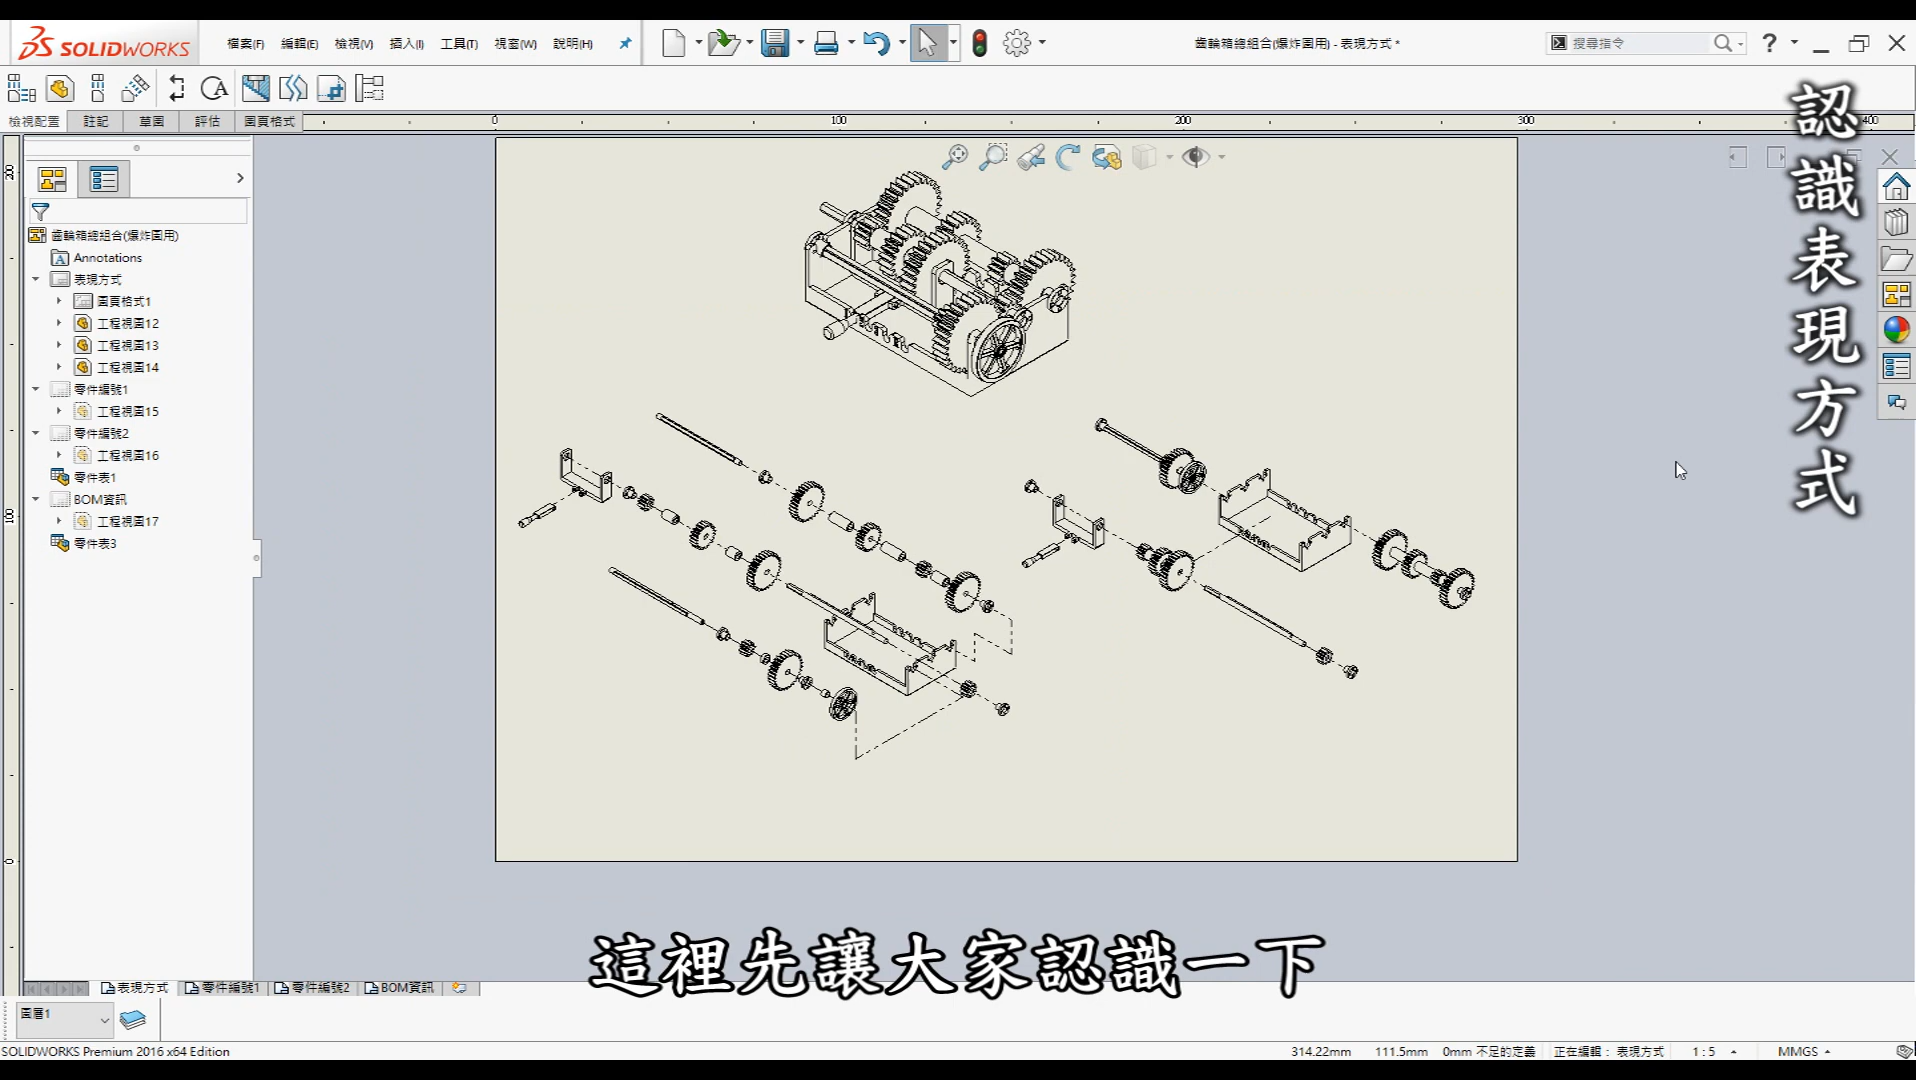 SOLIDWORKS
檔案(F) 編輯(E) 檢視(V) 插入(I) 工具(T) 視窗(W) 說明(H)
齒輪箱總組合(爆炸圖用) - 表現方式 *
搜尋指令
檢視配置 註記 草圖 評估 圖頁格式
0 100 200 300 400
200
100
0
齒輪箱總組合(爆炸圖用)
Annotations
表現方式
圖頁格式1
工程視圖12
工程視圖13
工程視圖14
零件編號1
工程視圖15
零件編號2
工程視圖16
零件表1
BOM資訊
工程視圖17
零件表3
認識表現方式
這裡先讓大家認識一下
表現方式 零件編號1 零件編號2 BOM資訊
圖層1
SOLIDWORKS Premium 2016 x64 Edition
314.22mm 111.5mm 0mm 不足的定義 正在編輯： 表現方式 1 : 5 MMGS